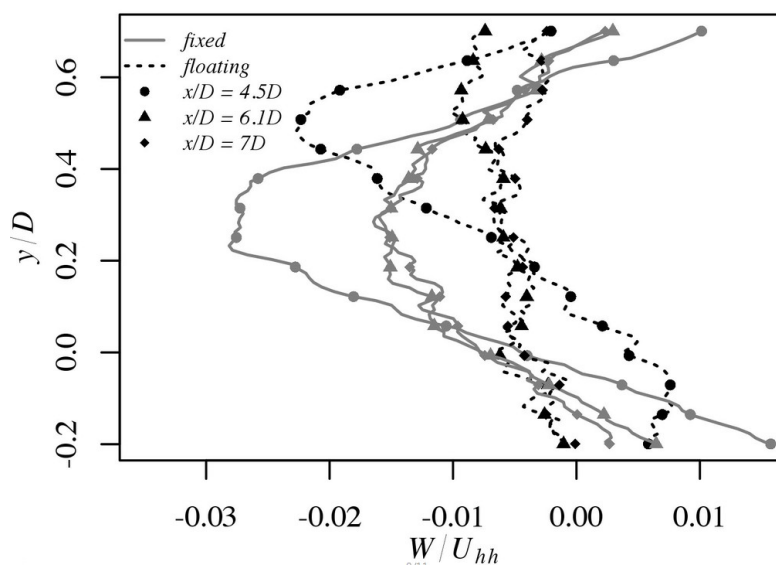 fixed
floating
x/D = 4.5D
x/D = 6.1D
x/D = 7D
y/D
0.6
0.4
0.2
0.0
-0.2
-0.03 -0.02 -0.01 0.00 0.01
W/U_hh